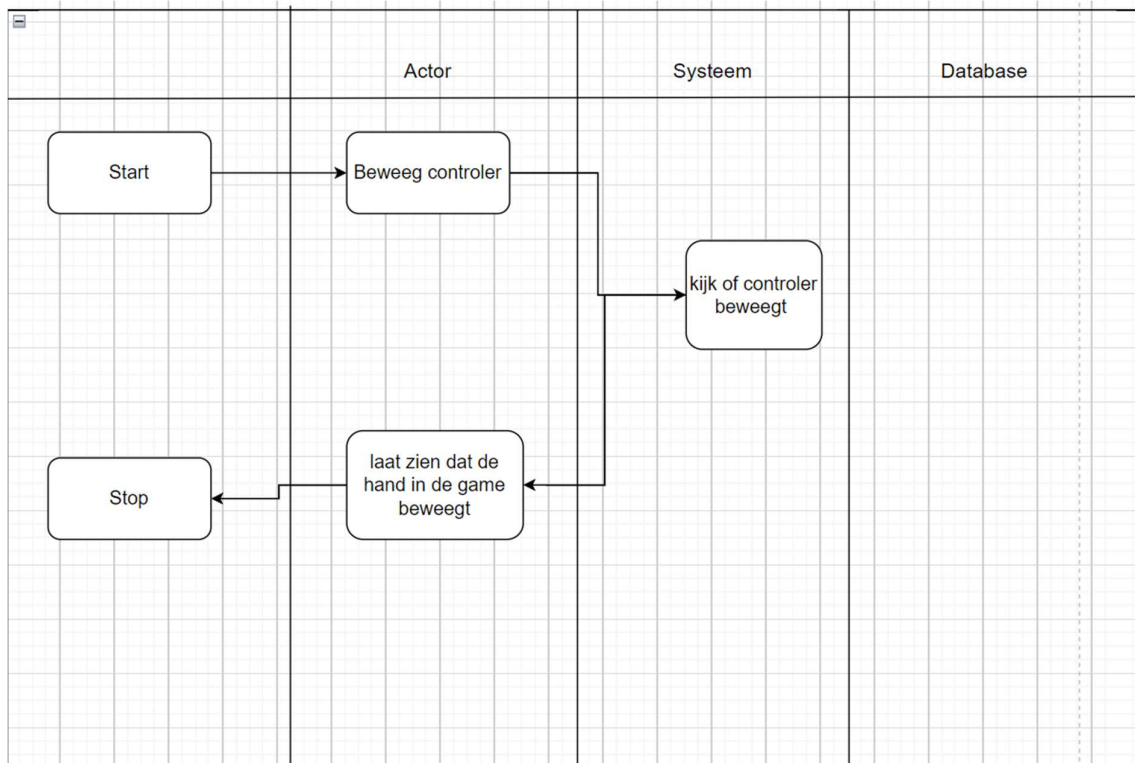 Actor
Systeem
Database
Start
Beweeg controler
kijk of controler
beweegt
laat zien dat de
hand in de game
beweegt
Stop